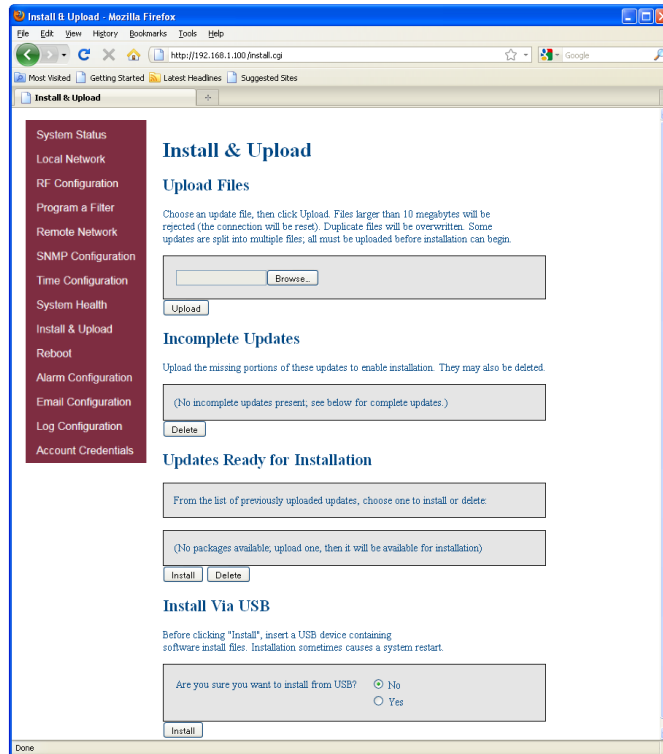 Install & Upload - Mozilla Firefox
File Edit View History Bookmarks Tools Help
http://192.168.1.100/install.cgi
Google
Most Visited Getting Started Latest Headlines Suggested Sites
Install & Upload
System Status
Local Network
RF Configuration
Program a Filter
Remote Network
SNMP Configuration
Time Configuration
System Health
Install & Upload
Reboot
Alarm Configuration
Email Configuration
Log Configuration
Account Credentials
Install & Upload
Upload Files
Choose an update file, then click Upload. Files larger than 10 megabytes will be
rejected (the connection will be reset). Duplicate files will be overwritten. Some
updates are split into multiple files; all must be uploaded before installation can begin.
Browse...
Upload
Incomplete Updates
Upload the missing portions of these updates to enable installation. They may also be deleted.
(No incomplete updates present; see below for complete updates.)
Delete
Updates Ready for Installation
From the list of previously uploaded updates, choose one to install or delete:
(No packages available; upload one, then it will be available for installation)
Install Delete
Install Via USB
Before clicking "Install", insert a USB device containing
software install files. Installation sometimes causes a system restart.
Are you sure you want to install from USB? No
Yes
Install
Done